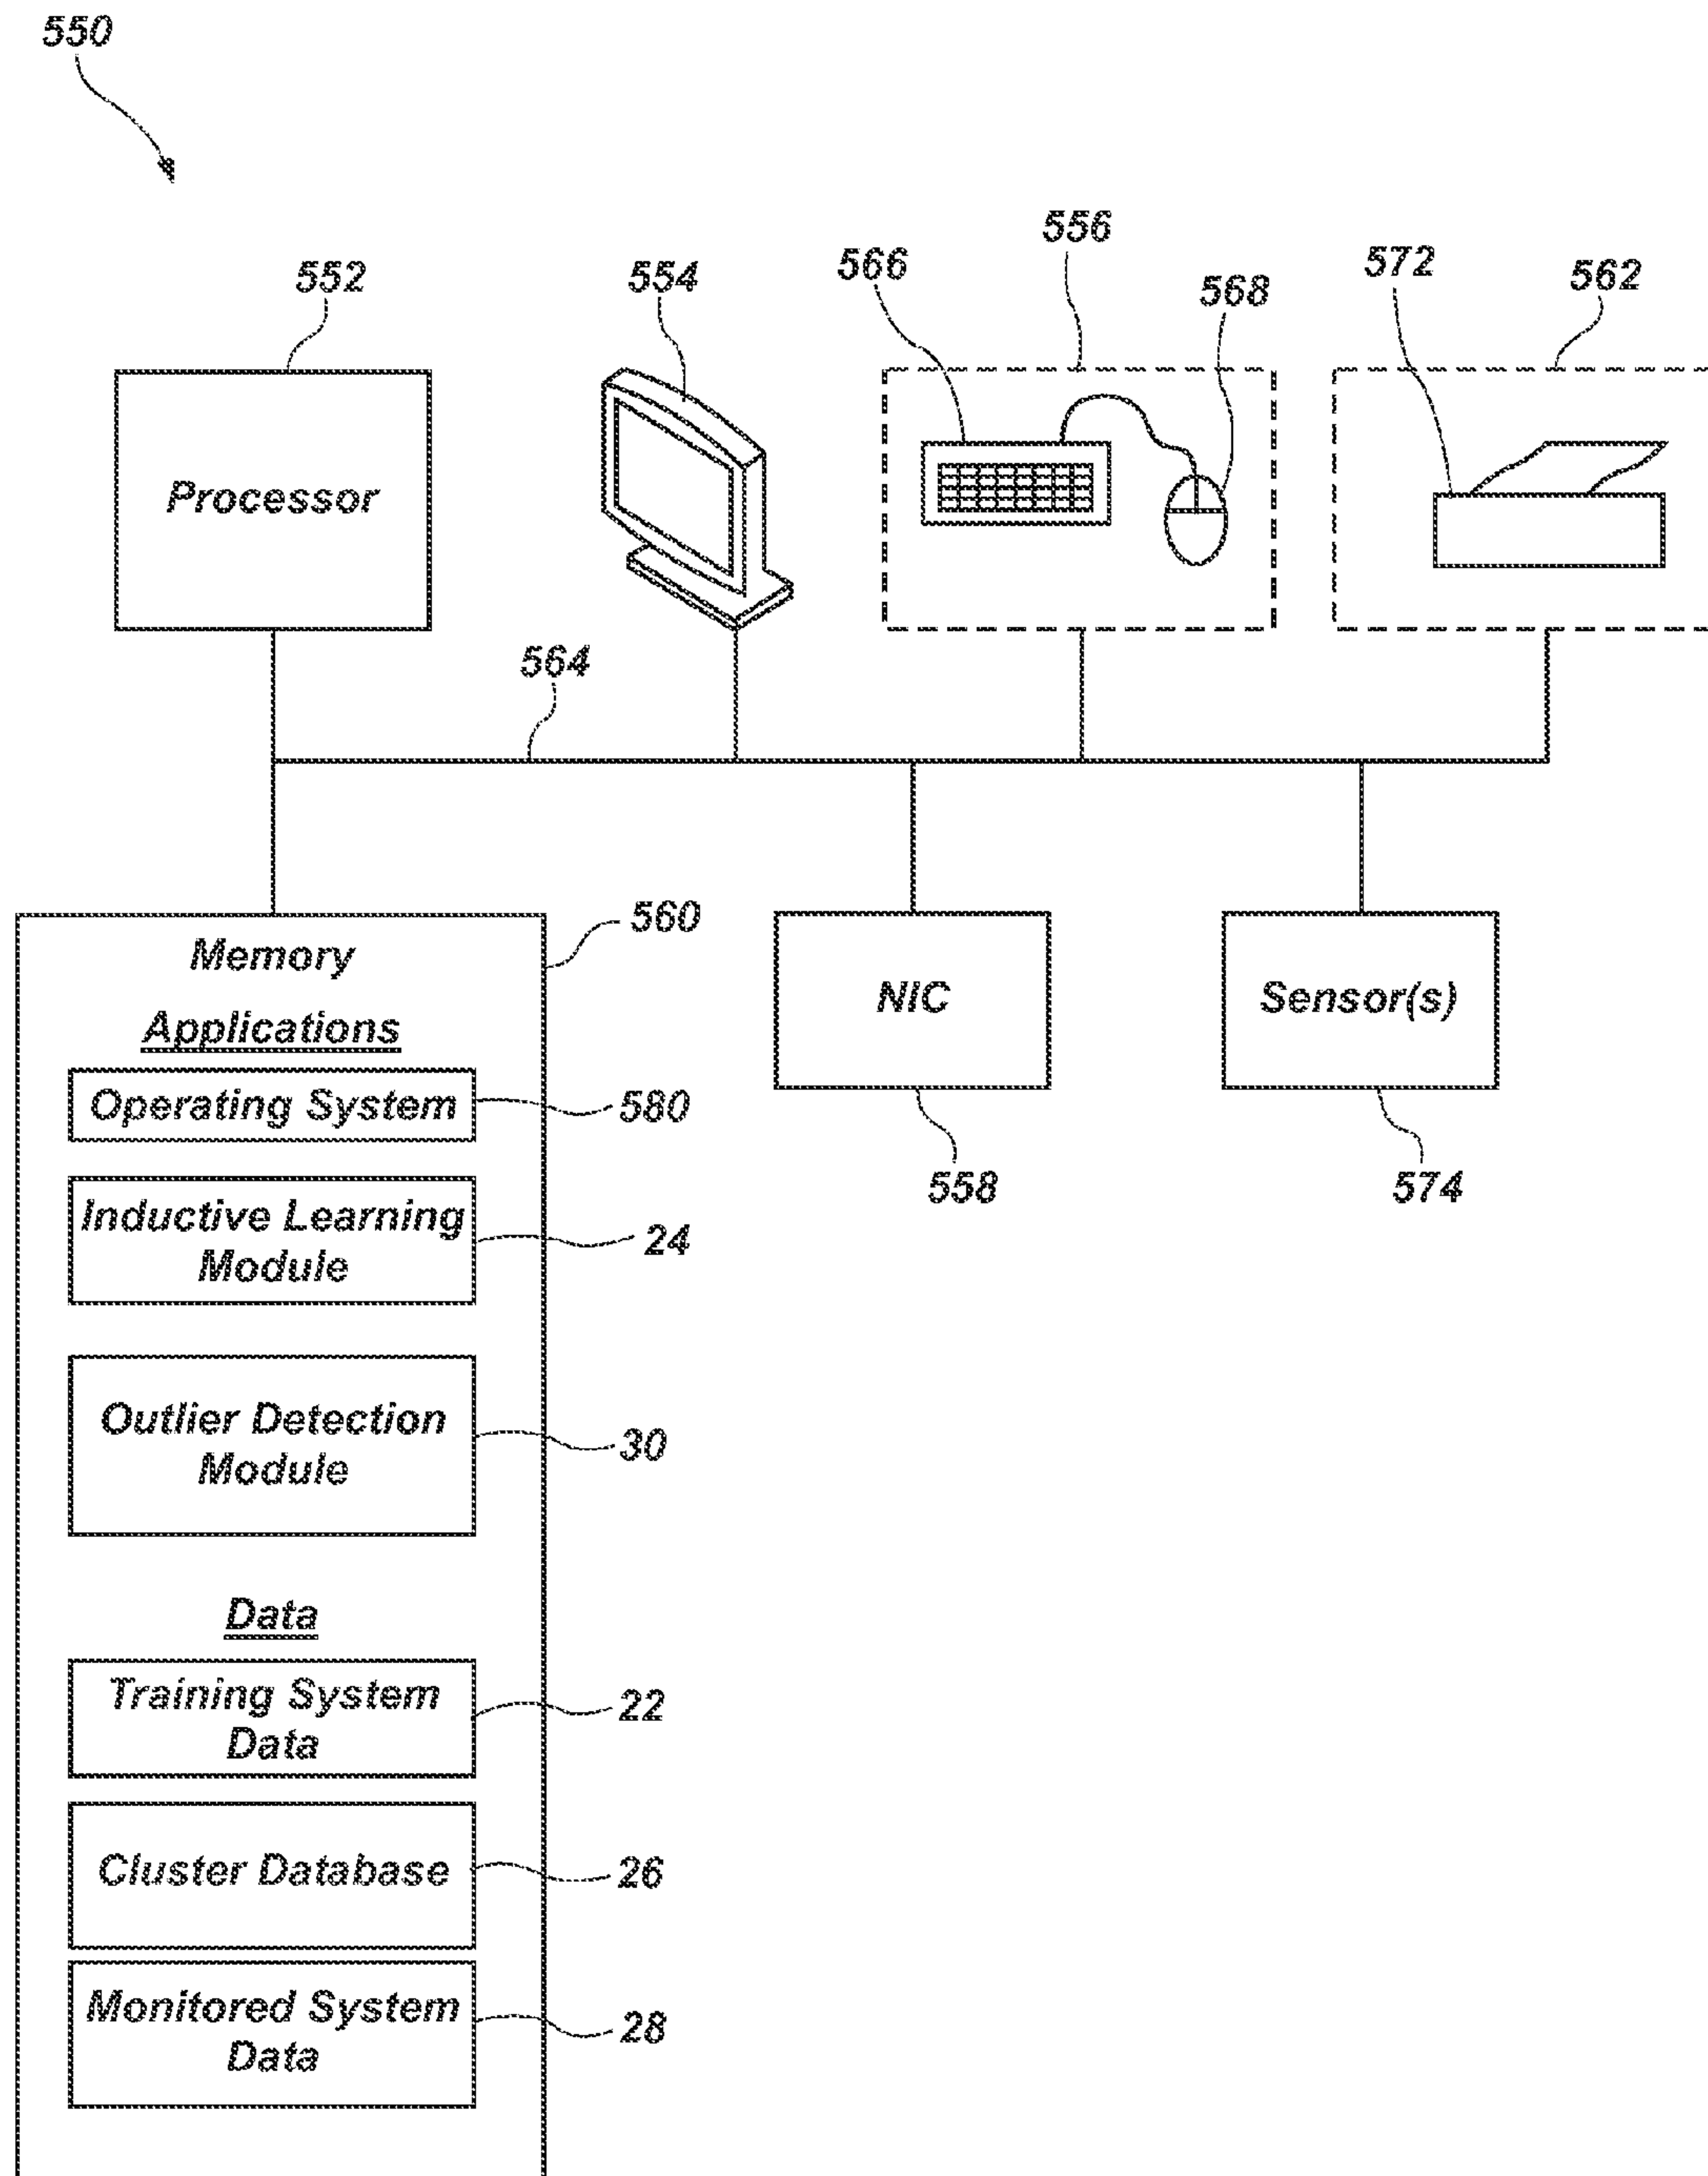 550
552
554
566
556
568
572
562
Processor
564
Memory
560
Applications
Operating System
580
Inductive Learning
Module
24
Outlier Detection
Module
30
Data
Training System
Data
22
Cluster Database
26
Monitored System
Data
28
NIC
558
Sensor(s)
574